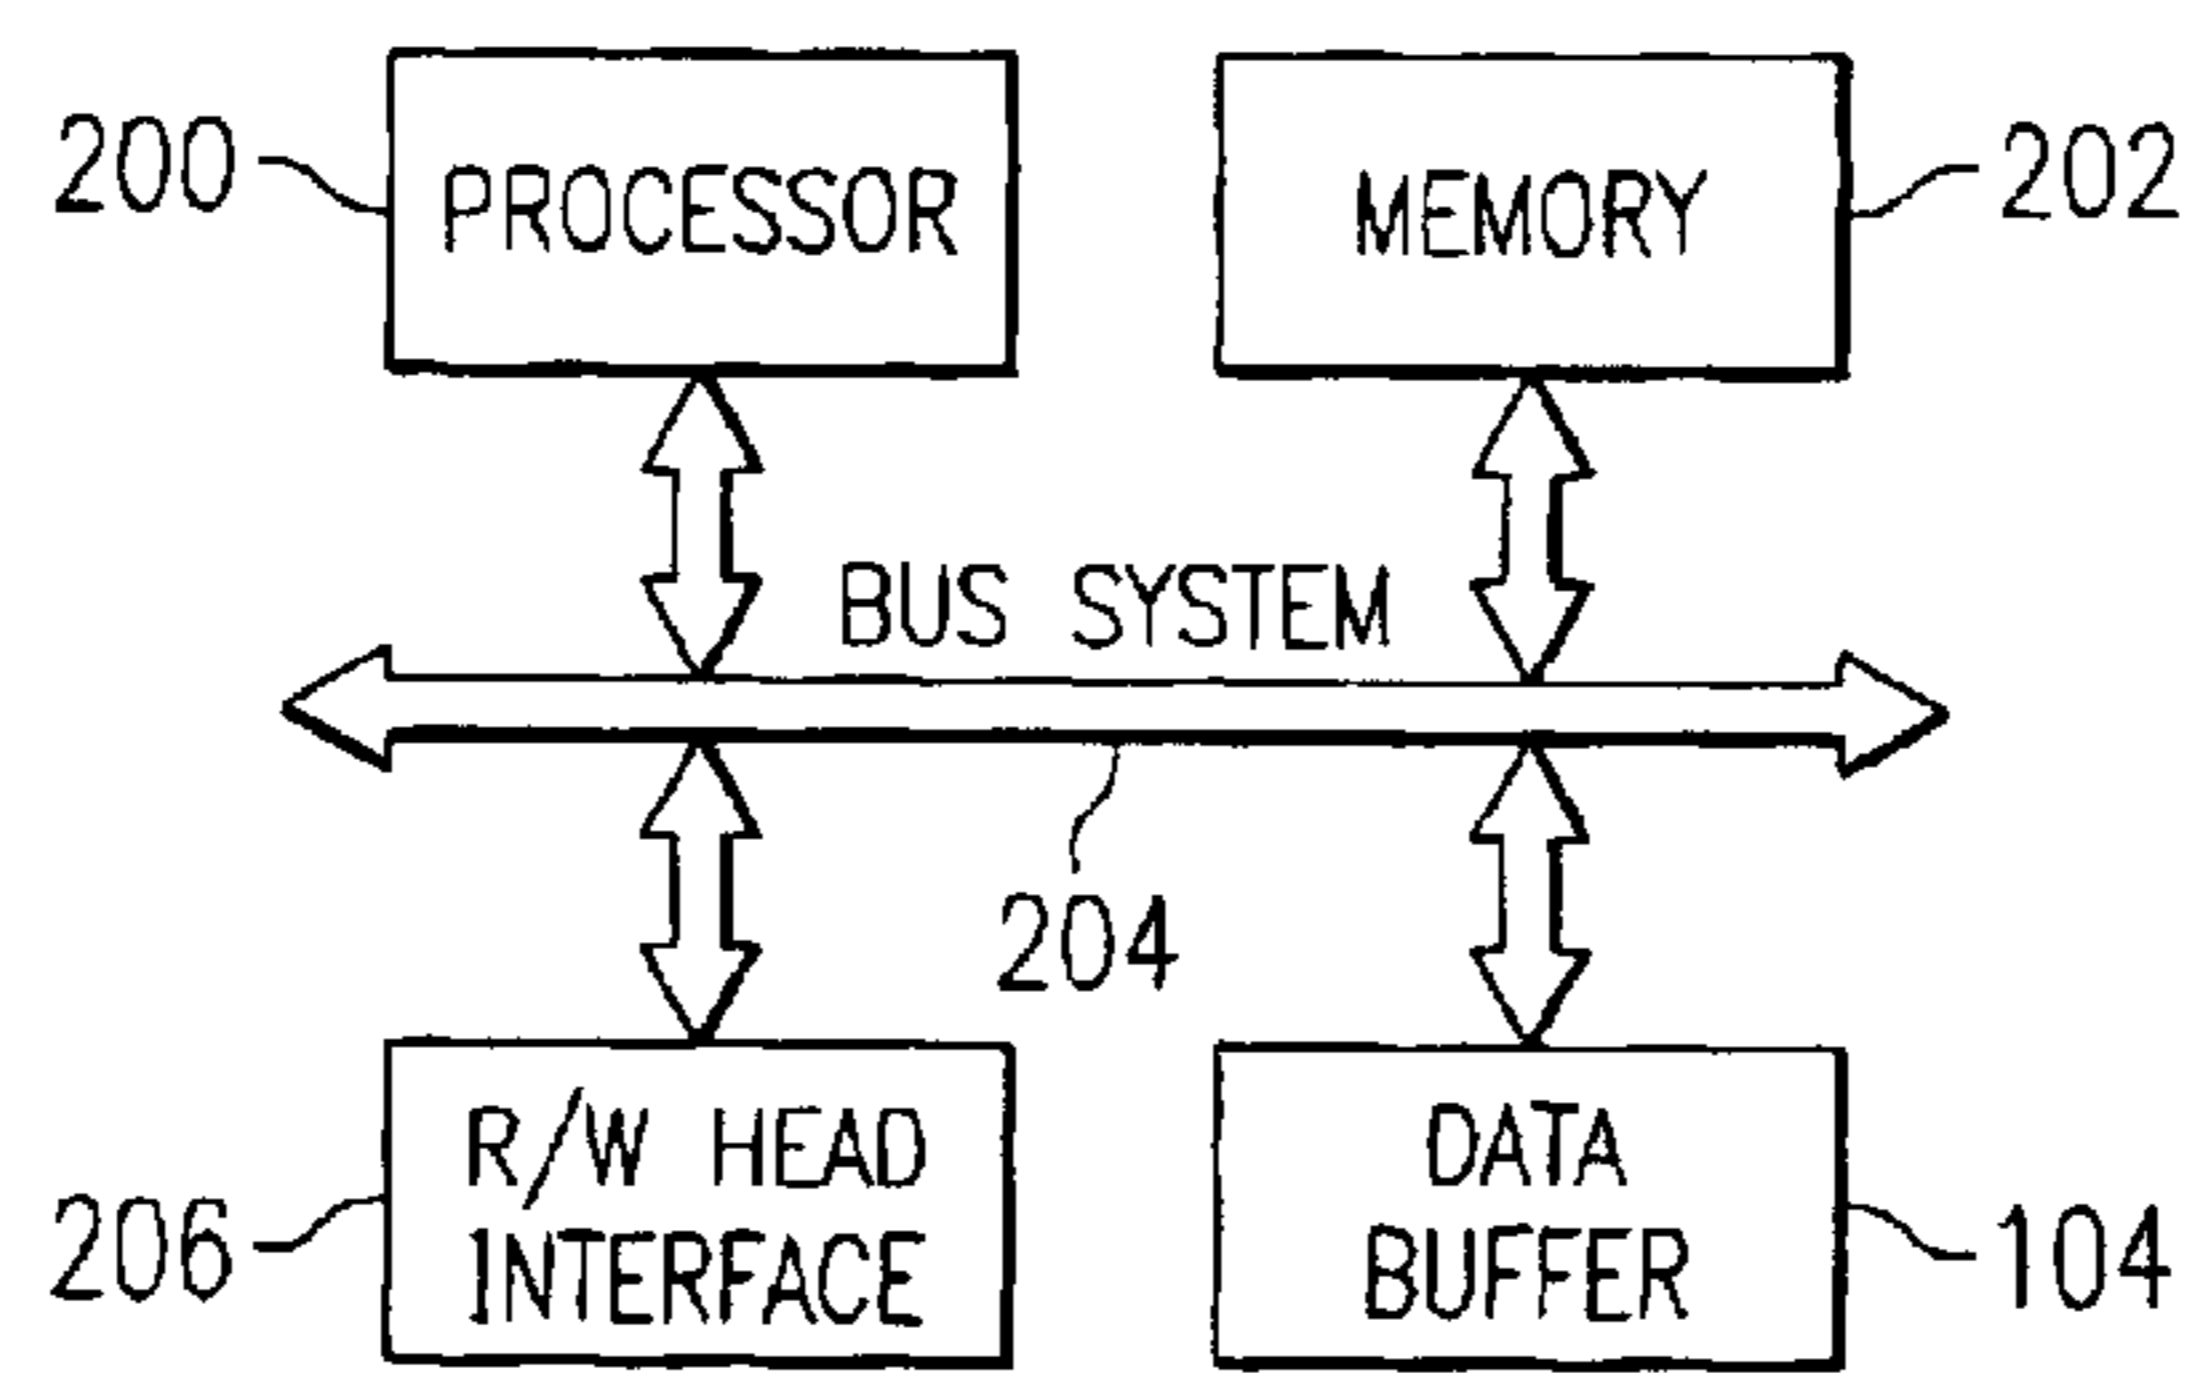 200
PROCESSOR
MEMORY
202
BUS SYSTEM
204
206
R/W HEAD
INTERFACE
DATA
BUFFER
104